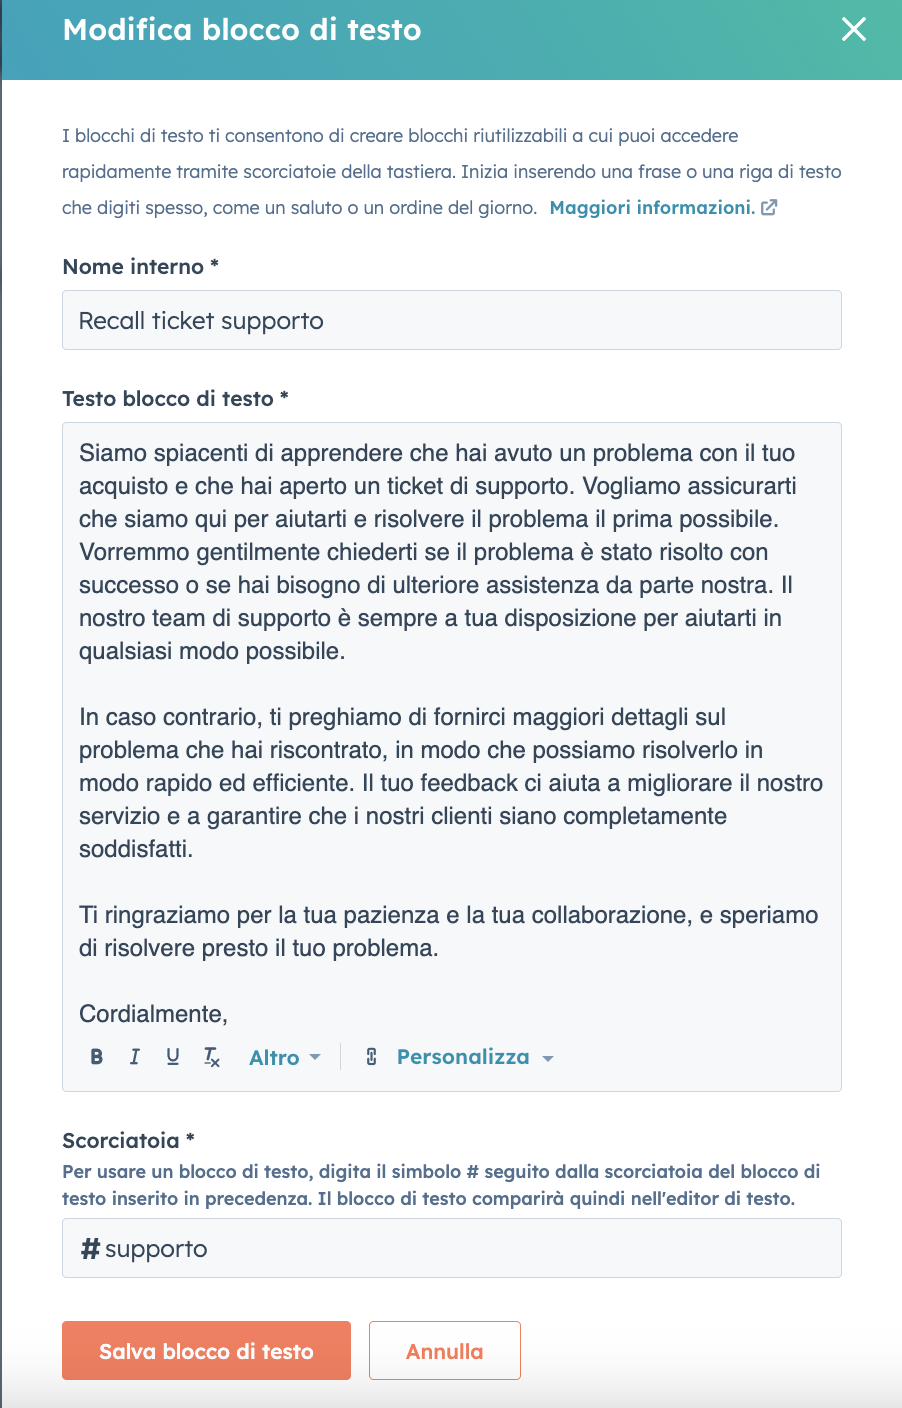 Modifica blocco di testo
I blocchi di testo ti consentono di creare blocchi riutilizzabili a cui puoi accedere
rapidamente tramite scorciatoie della tastiera. Inizia inserendo una frase o una riga di testo
che digiti spesso, come un saluto o un ordine del giorno. Maggiori informazioni.
Nome interno *
Recall ticket supporto
Testo blocco di testo *
Siamo spiacenti di apprendere che hai avuto un problema con il tuo
acquisto e che hai aperto un ticket di supporto. Vogliamo assicurarti
che siamo qui per aiutarti e risolvere il problema il prima possibile.
Vorremmo gentilmente chiederti se il problema è stato risolto con
successo o se hai bisogno di ulteriore assistenza da parte nostra. Il
nostro team di supporto è sempre a tua disposizione per aiutarti in
qualsiasi modo possibile.
In caso contrario, ti preghiamo di fornirci maggiori dettagli sul
problema che hai riscontrato, in modo che possiamo risolverlo in
modo rapido ed efficiente. Il tuo feedback ci aiuta a migliorare il nostro
servizio e a garantire che i nostri clienti siano completamente
soddisfatti.
Ti ringraziamo per la tua pazienza e la tua collaborazione, e speriamo
di risolvere presto il tuo problema.
Cordialmente,
B I U Tx Altro Personalizza
Scorciatoia *
Per usare un blocco di testo, digita il simbolo # seguito dalla scorciatoia del blocco di
testo inserito in precedenza. Il blocco di testo comparirà quindi nell'editor di testo.
# supporto
Salva blocco di testo Annulla